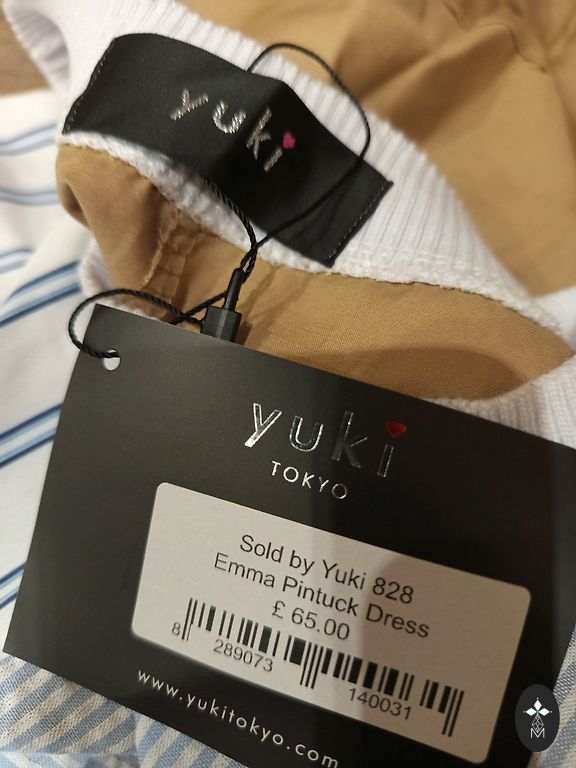 yuki
yuki
TOKYO
Sold by Yuki 828
Emma Pintuck Dress
£ 65.00
8 289073 140031
www.yukitokyo.com
M